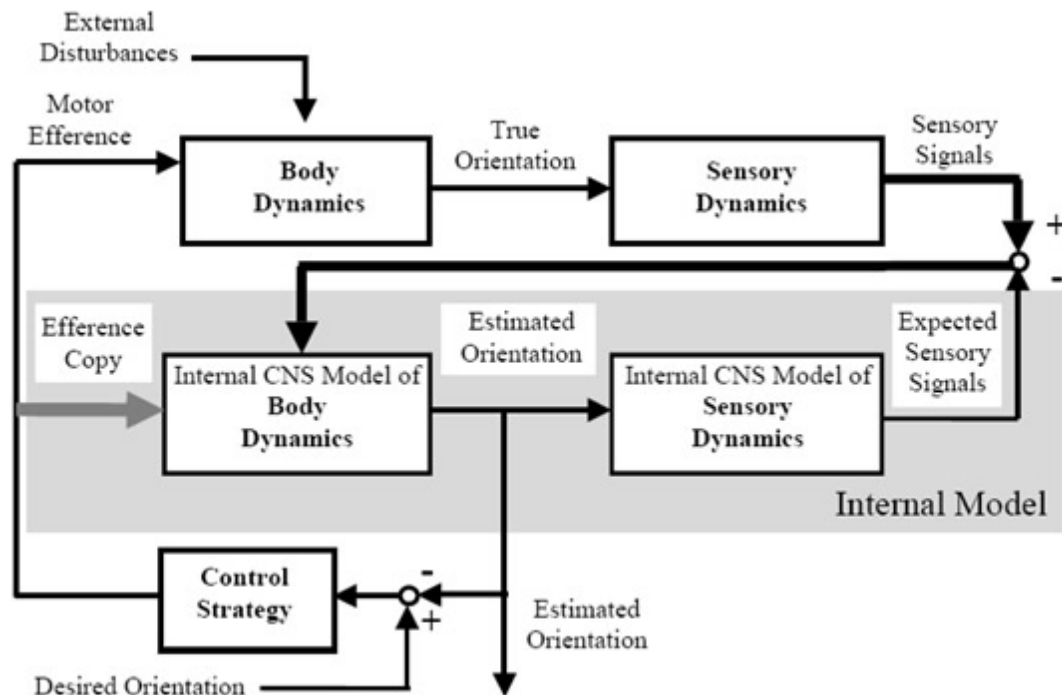 External
Disturbances
Motor
Efference
Body
Dynamics
True
Orientation
Sensory
Dynamics
Sensory
Signals
+
-
Efference
Copy
Internal CNS Model of
Body
Dynamics
Estimated
Orientation
Internal CNS Model of
Sensory
Dynamics
Expected
Sensory
Signals
Internal Model
Control
Strategy
-
+
Estimated
Orientation
Desired Orientation